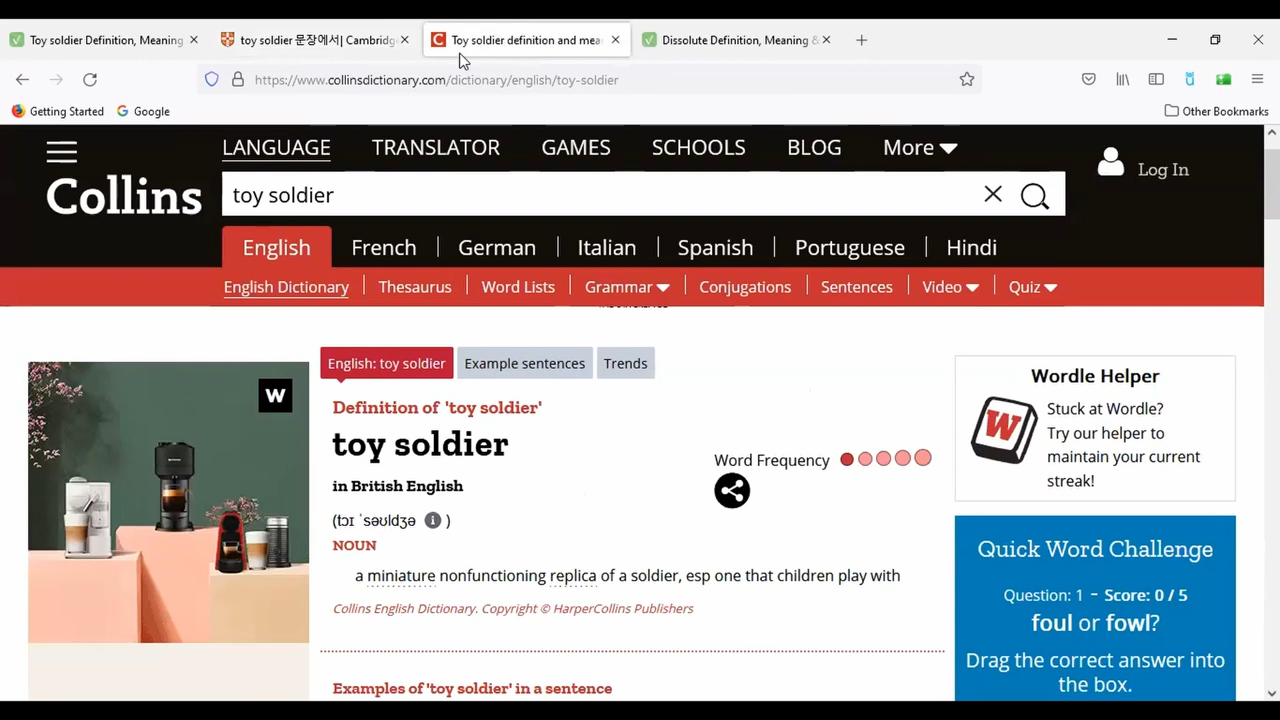 Toy soldier Definition, Meaning
toy soldier 문장에서| Cambridg
Toy soldier definition and mea
Dissolute Definition, Meaning &
https://www.collinsdictionary.com/dictionary/english/toy-soldier
Getting Started
Google
Other Bookmarks
LANGUAGE
TRANSLATOR
GAMES
SCHOOLS
BLOG
More
Log In
Collins
toy soldier
English
French
German
Italian
Spanish
Portuguese
Hindi
English Dictionary
Thesaurus
Word Lists
Grammar
Conjugations
Sentences
Video
Quiz
W
English: toy soldier
Example sentences
Trends
Definition of 'toy soldier'
toy soldier
Word Frequency
in British English
(tɔɪ ˈsəʊldʒə )
NOUN
a miniature nonfunctioning replica of a soldier, esp one that children play with
Collins English Dictionary. Copyright © HarperCollins Publishers
Examples of 'toy soldier' in a sentence
Wordle Helper
W
Stuck at Wordle?
Try our helper to
maintain your current
streak!
Quick Word Challenge
Question: 1 - Score: 0 / 5
foul or fowl?
Drag the correct answer into
the box.